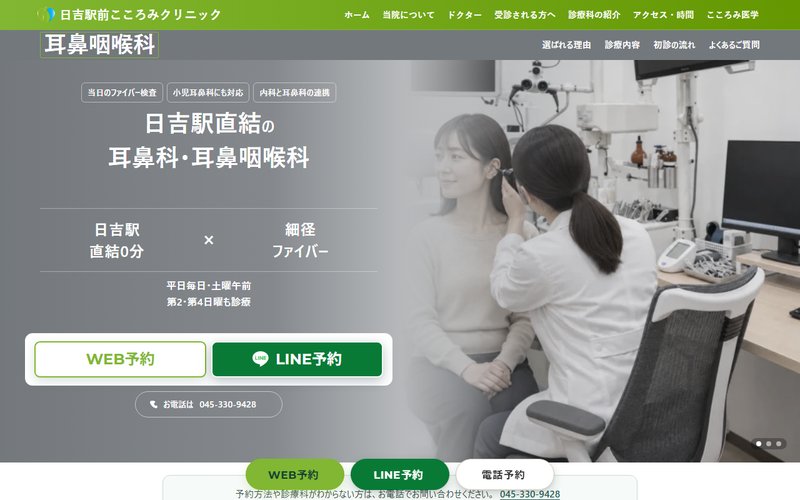 日吉駅前こころみクリニック
ホーム 当院について ドクター 受診される方へ 診療科の紹介 アクセス・時間 こころみ医学
耳鼻咽喉科
選ばれる理由 診療内容 初診の流れ よくあるご質問
当日のファイバー検査 小児耳鼻科にも対応 内科と耳鼻科の連携
日吉駅直結の
耳鼻科・耳鼻咽喉科
日吉駅
直結0分
×
細径
ファイバー
平日毎日・土曜午前
第2・第4日曜も診療
WEB予約 LINE LINE予約
お電話は 045-330-9428
WEB予約 LINE予約 電話予約
予約方法や診療科がわからない方は、お電話でお問い合わせください。 045-330-9428